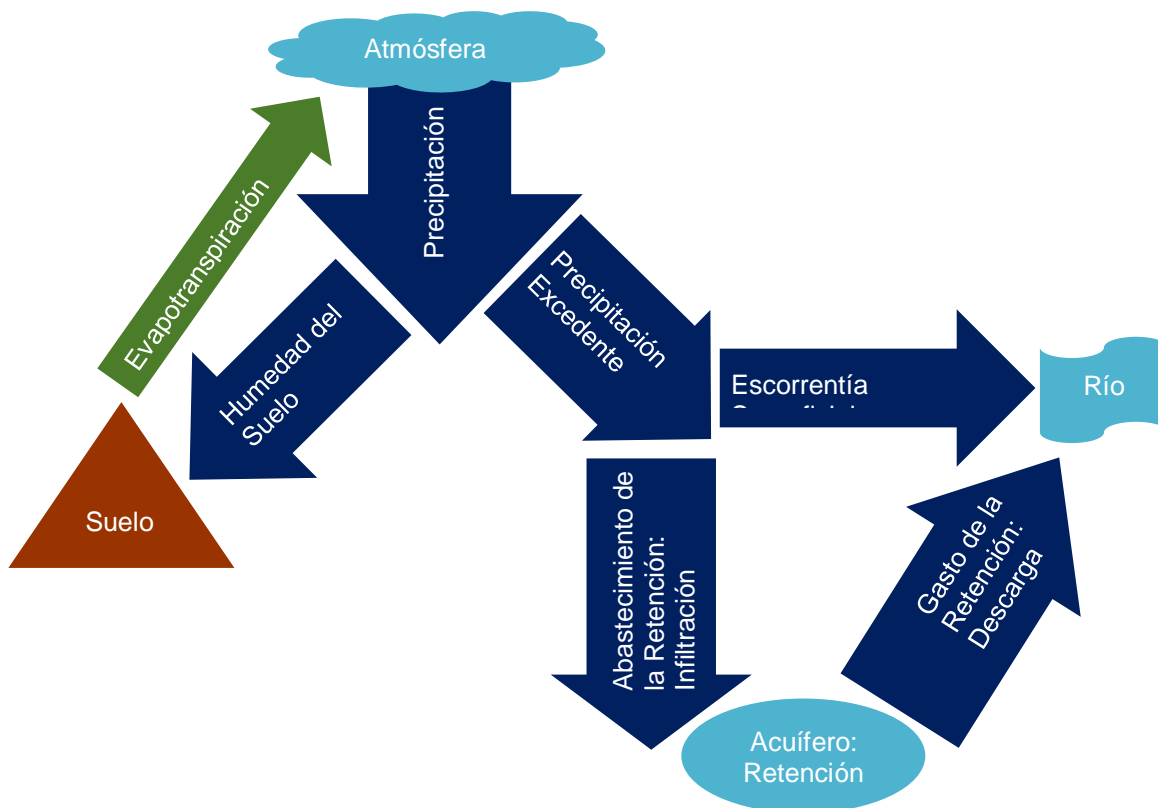 Atmósfera
Precipitación
Evapotranspiración
Humedad del
Suelo
Precipitación
Excedente
Escorrentía
Río
Suelo
Abastecimiento de
la Retención:
Infiltración
Gasto de la
Retención:
Descarga
Acuífero:
Retención